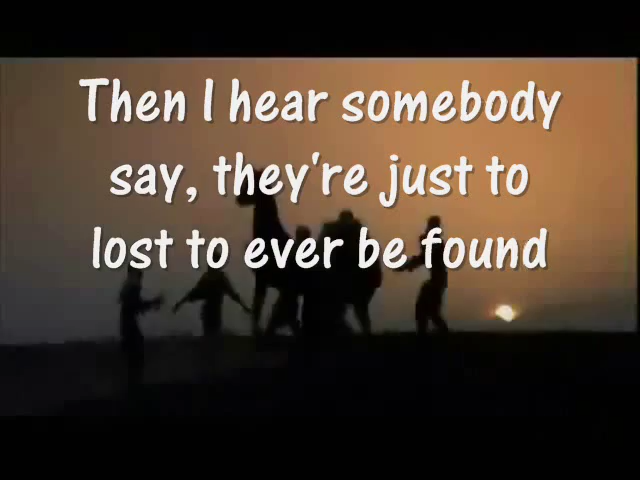 Then I hear somebody
say, they're just to
lost to ever be found